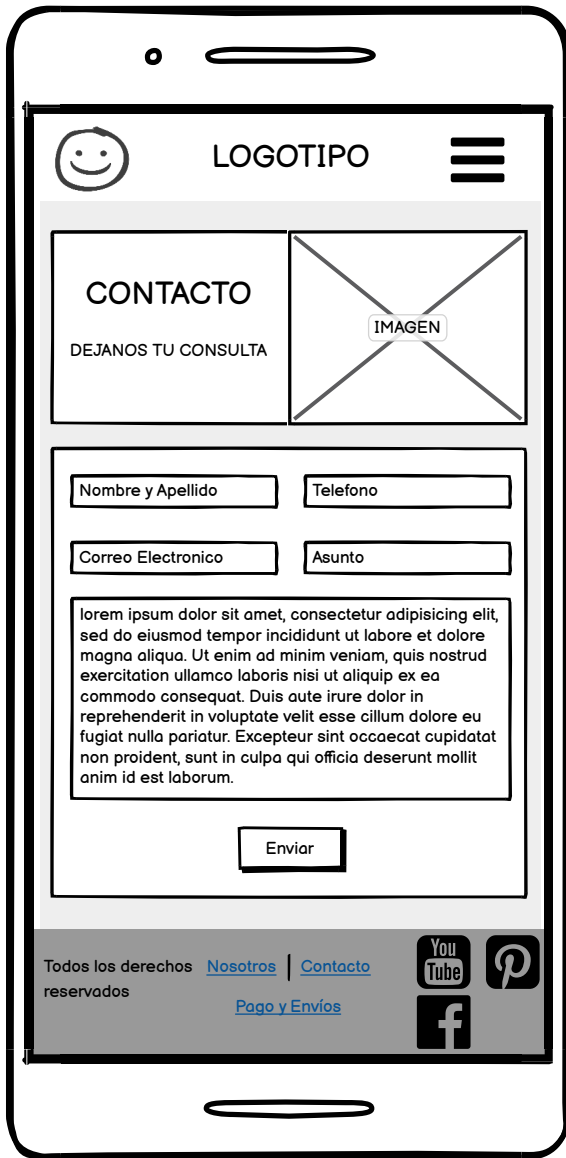 LOGOTIPO
CONTACTO
DEJANOS TU CONSULTA
IMAGEN
Nombre y Apellido
Telefono
Correo Electronico
Asunto
lorem ipsum dolor sit amet, consectetur adipisicing elit,
sed do eiusmod tempor incididunt ut labore et dolore
magna aliqua. Ut enim ad minim veniam, quis nostrud
exercitation ullamco laboris nisi ut aliquip ex ea
commodo consequat. Duis aute irure dolor in
reprehenderit in voluptate velit esse cillum dolore eu
fugiat nulla pariatur. Excepteur sint occaecat cupidatat
non proident, sunt in culpa qui officia deserunt mollit
anim id est laborum.
Enviar
Todos los derechos
reservados
Nosotros | Contacto
Pago y Envíos
You
Tube